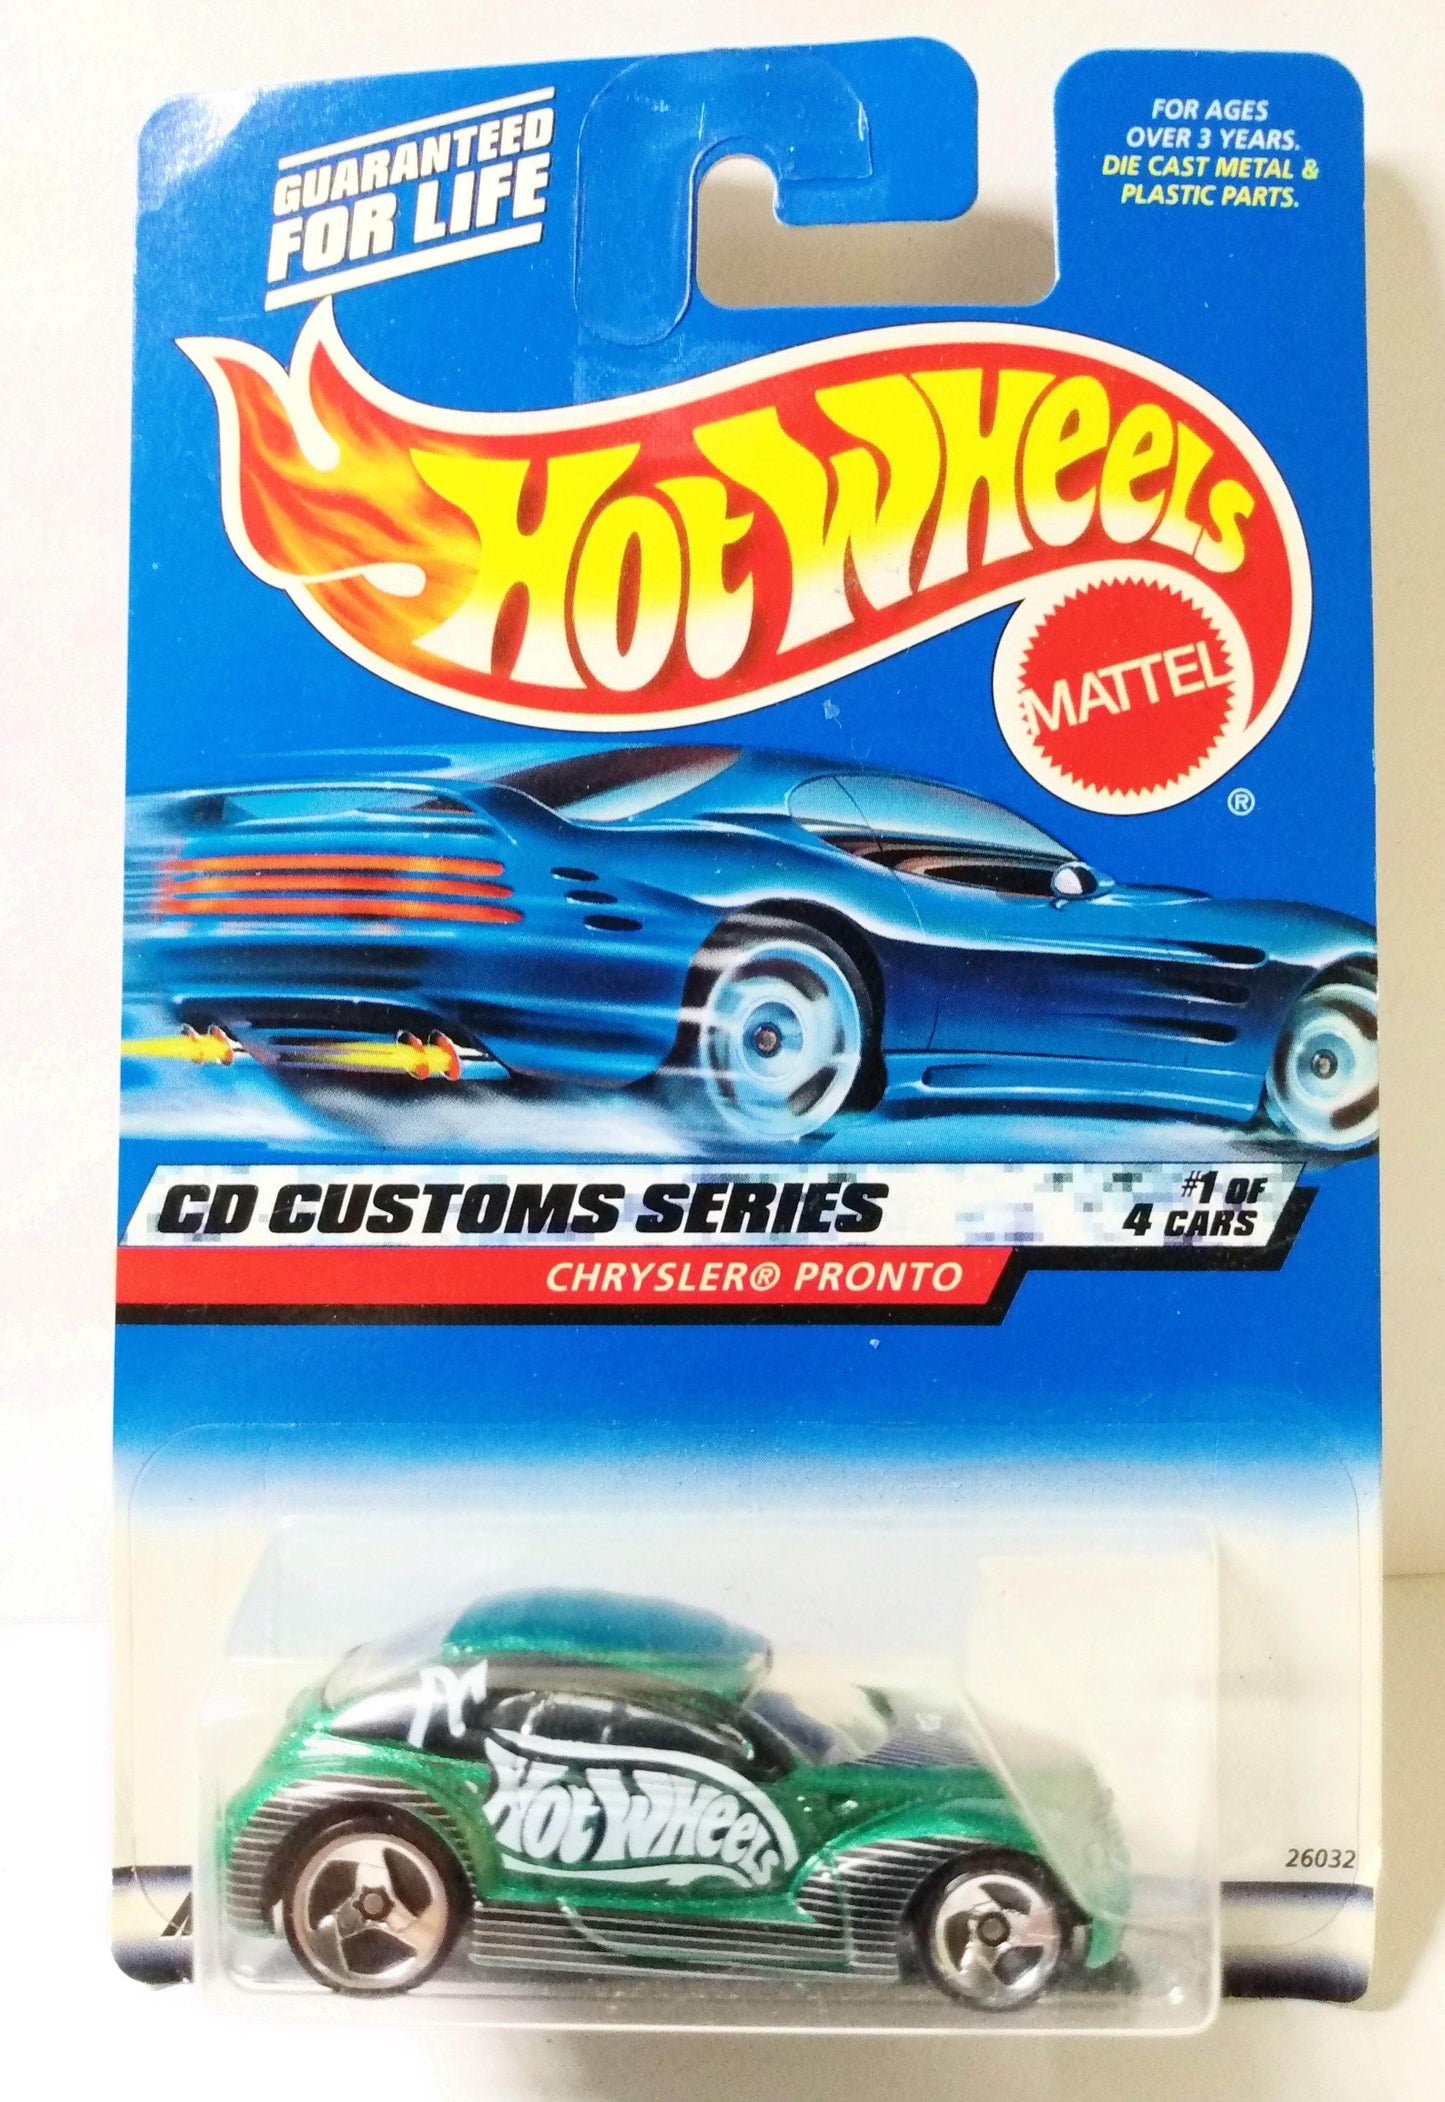 GUARANTEED
FOR LIFE
FOR AGES
OVER 3 YEARS.
DIE CAST METAL &
PLASTIC PARTS.
HOT WHEELS
MATTEL
®
CD CUSTOMS SERIES
#1 OF
4 CARS
CHRYSLER® PRONTO
HOT WHEELS
26032